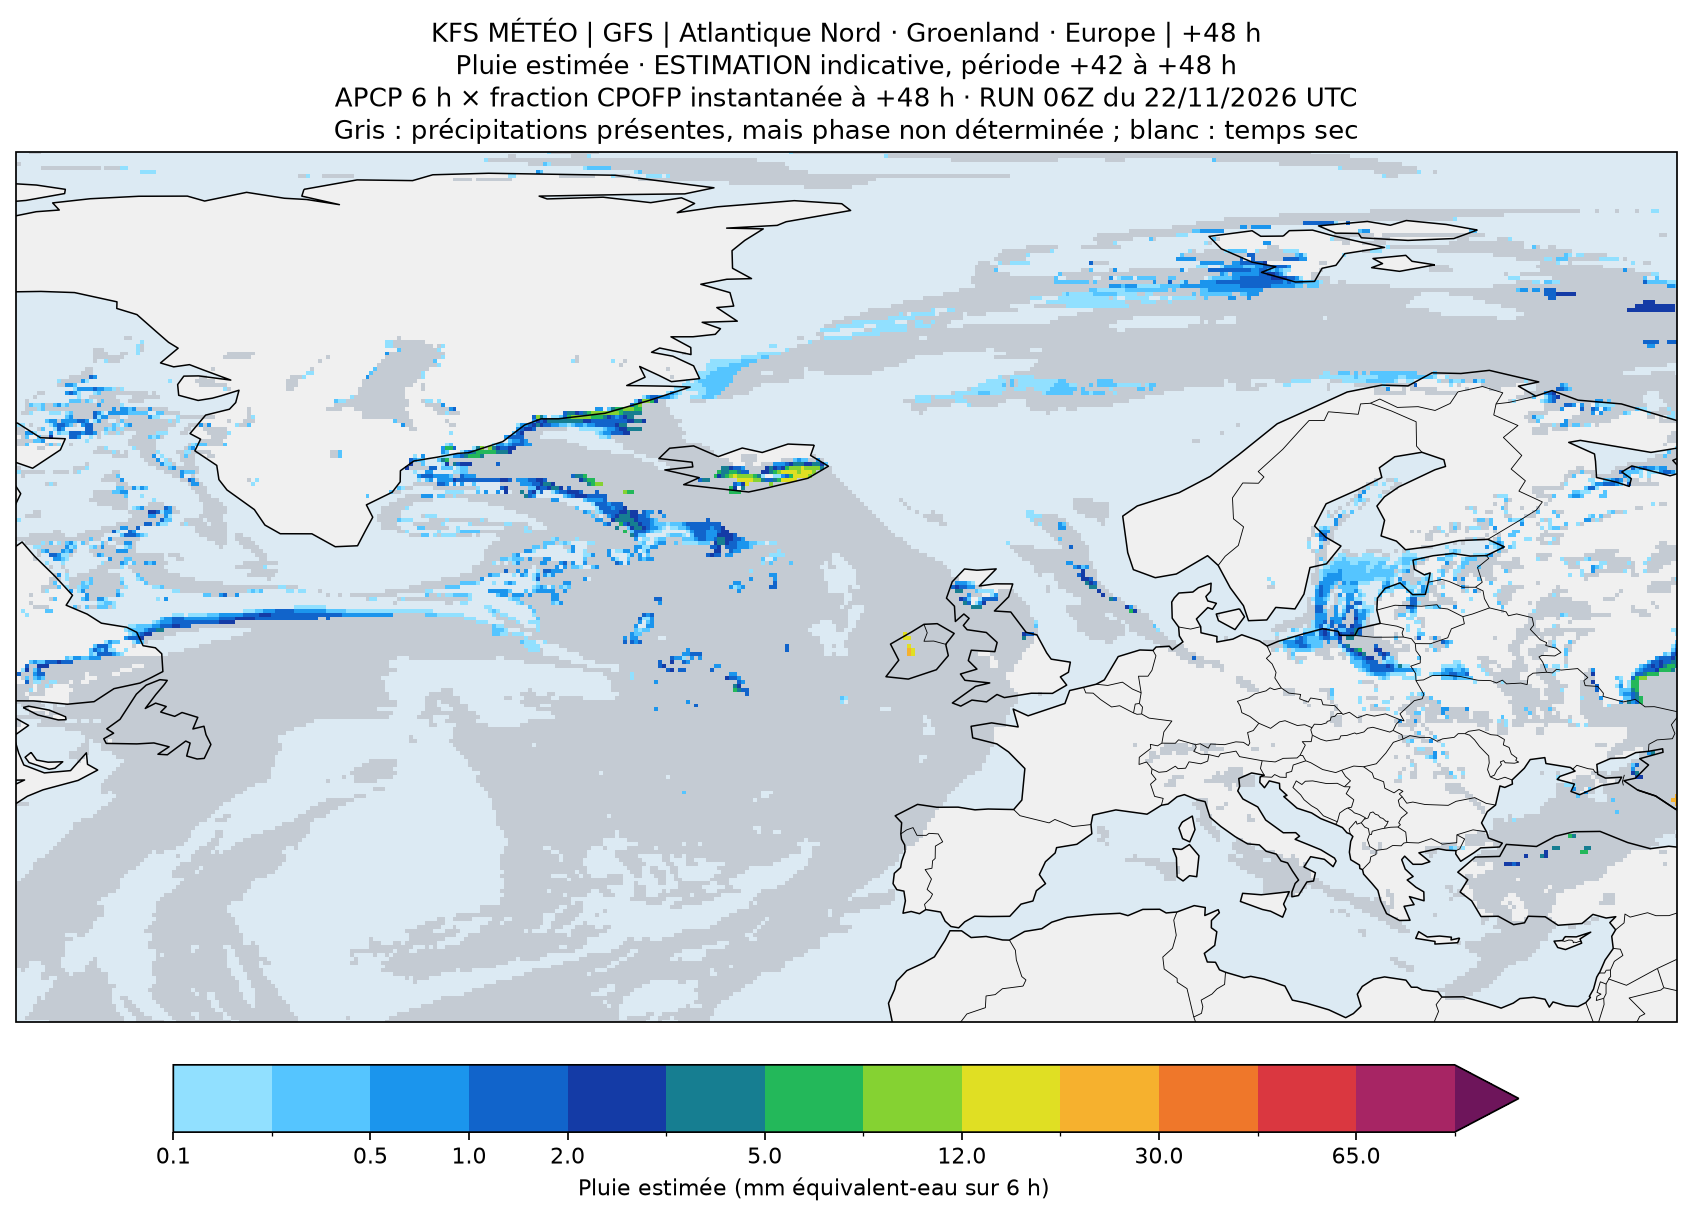 KFS MÉTÉO | GFS | Atlantique Nord · Groenland · Europe | +48 h
Pluie estimée · ESTIMATION indicative, période +42 à +48 h
APCP 6 h × fraction CPOFP instantanée à +48 h · RUN 06Z du 22/11/2026 UTC
Gris : précipitations présentes, mais phase non déterminée ; blanc : temps sec
0.1 0.5 1.0 2.0 5.0 12.0 30.0 65.0
Pluie estimée (mm équivalent-eau sur 6 h)